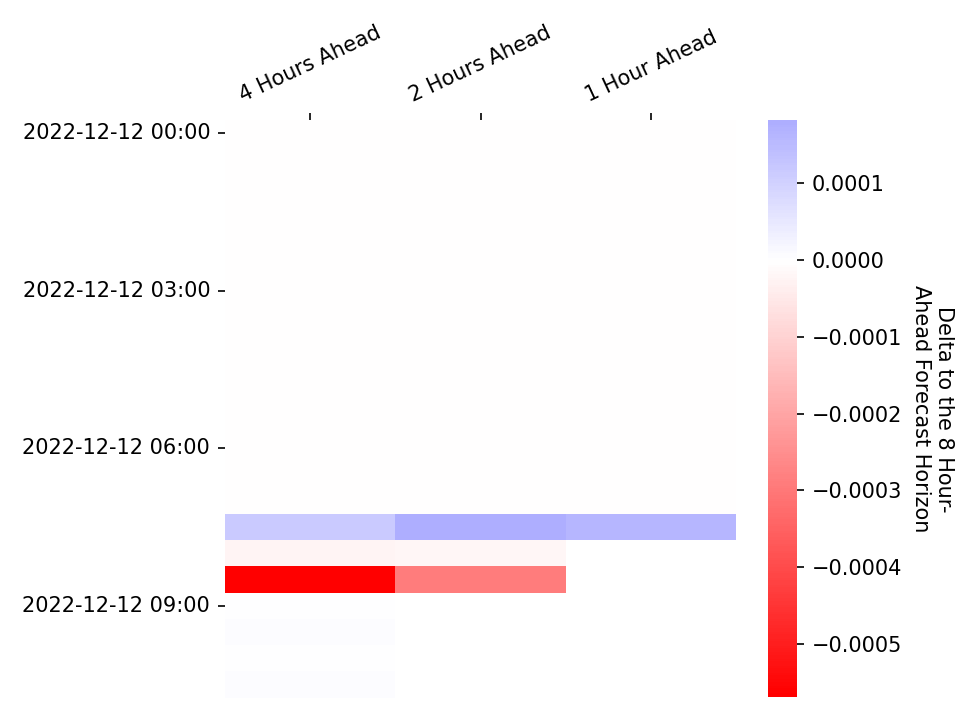 4 Hours Ahead
2 Hours Ahead
1 Hour Ahead
2022-12-12 00:00
2022-12-12 03:00
2022-12-12 06:00
2022-12-12 09:00
0.0001
0.0000
−0.0001
−0.0002
−0.0003
−0.0004
−0.0005
Delta to the 8 Hour-
Ahead Forecast Horizon